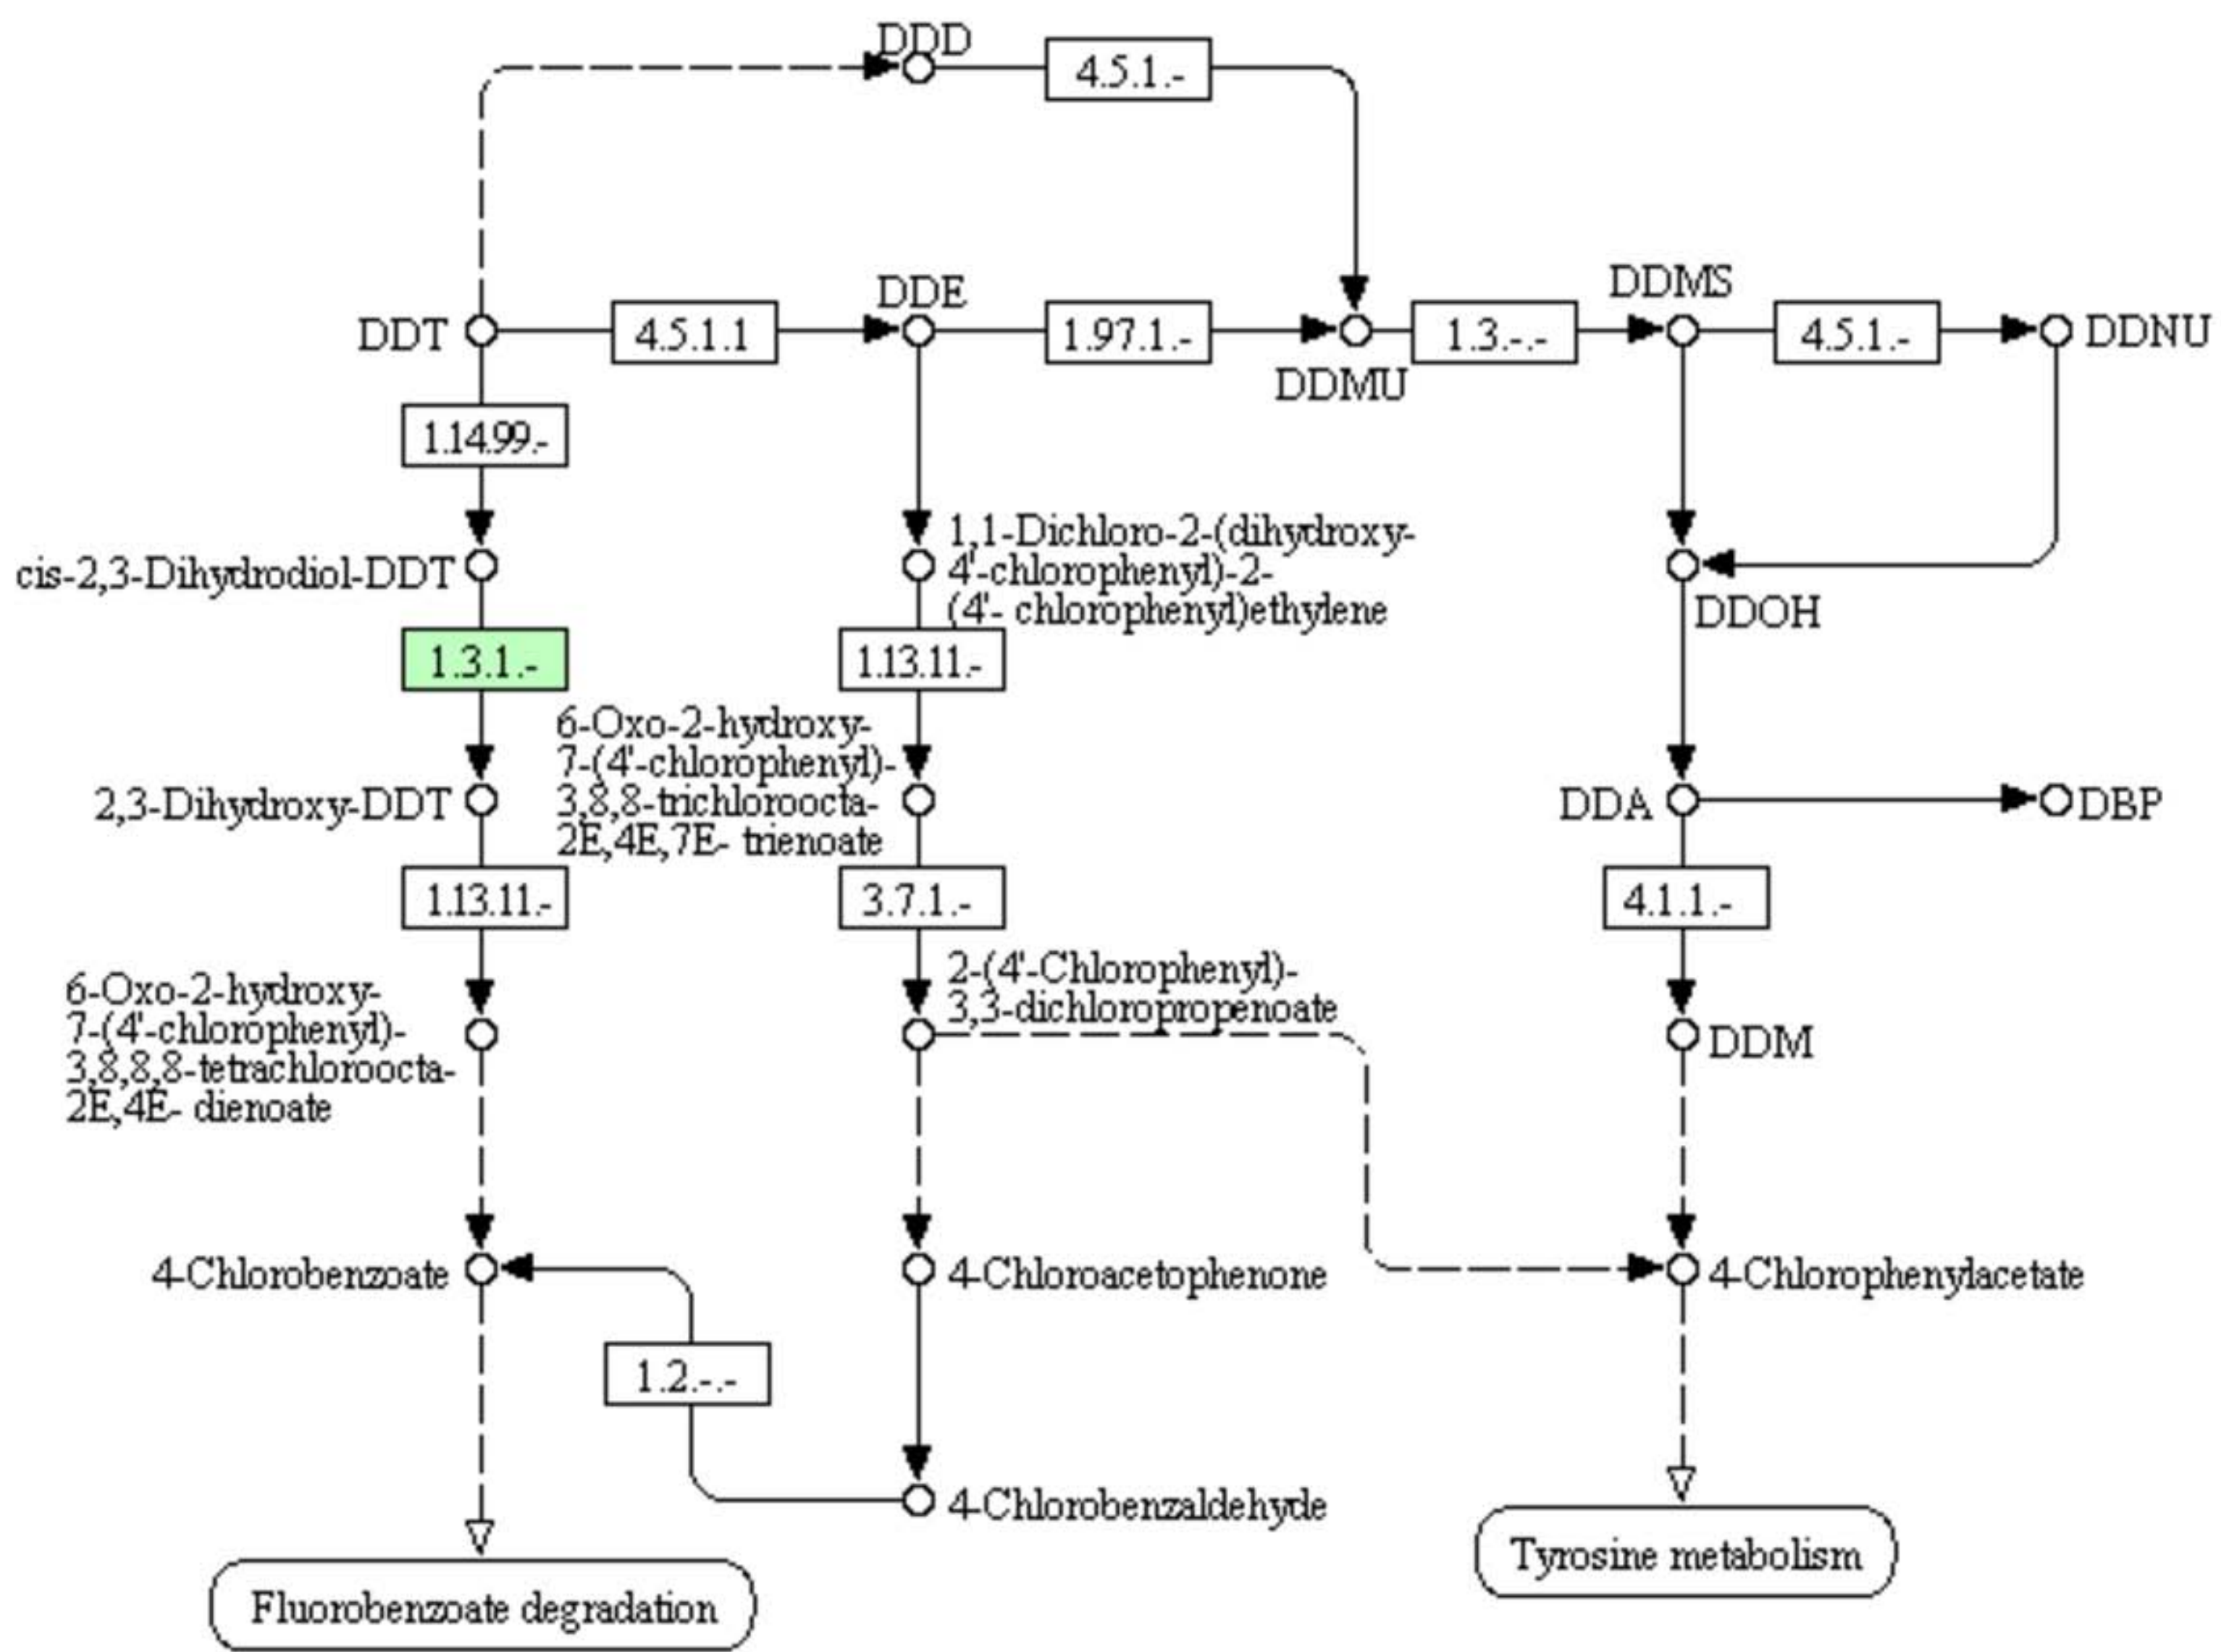 DDD
4.5.1.-
DDT
4.5.1.1
DDE
1.97.1.-
DDMU
1.3.-.-
DDMS
4.5.1.-
DDNU
1.14.99.-
cis-2,3-Dihydrodiol-DDT
1,1-Dichloro-2-(dihydroxy-
4'-chlorophenyl)-2-
(4'- chlorophenyl)ethylene
DDOH
1.3.1.-
1.13.11.-
6-Oxo-2-hydroxy-
7-(4'-chlorophenyl)-
3,8,8-trichloroocta-
2E,4E,7E- trienoate
2,3-Dihydroxy-DDT
DDA
DBP
1.13.11.-
3.7.1.-
4.1.1.-
6-Oxo-2-hydroxy-
7-(4'-chlorophenyl)-
3,8,8,8-tetrachloroocta-
2E,4E- dienoate
2-(4'-Chlorophenyl)-
3,3-dichloropropenoate
DDM
4-Chlorobenzoate
4-Chloroacetophenone
4-Chlorophenylacetate
1.2.-.-
4-Chlorobenzaldehyde
Tyrosine metabolism
Fluorobenzoate degradation